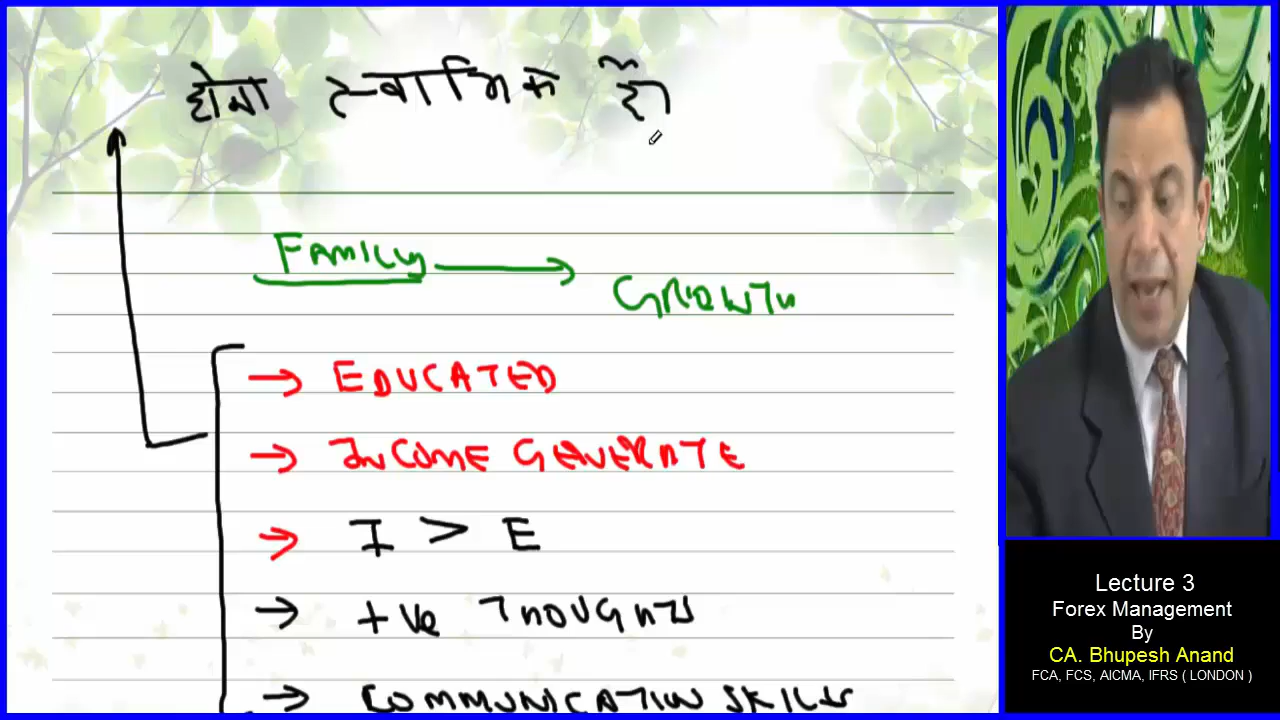 होना स्वाभाविक है।
FAMILY → GROWTH
→ EDUCATED
→ INCOME GENERATE
→ I > E
→ +ve THOUGHTS
→ COMMUNICATION SKILLS
Lecture 3
Forex Management
By
CA. Bhupesh Anand
FCA, FCS, AICMA, IFRS ( LONDON )